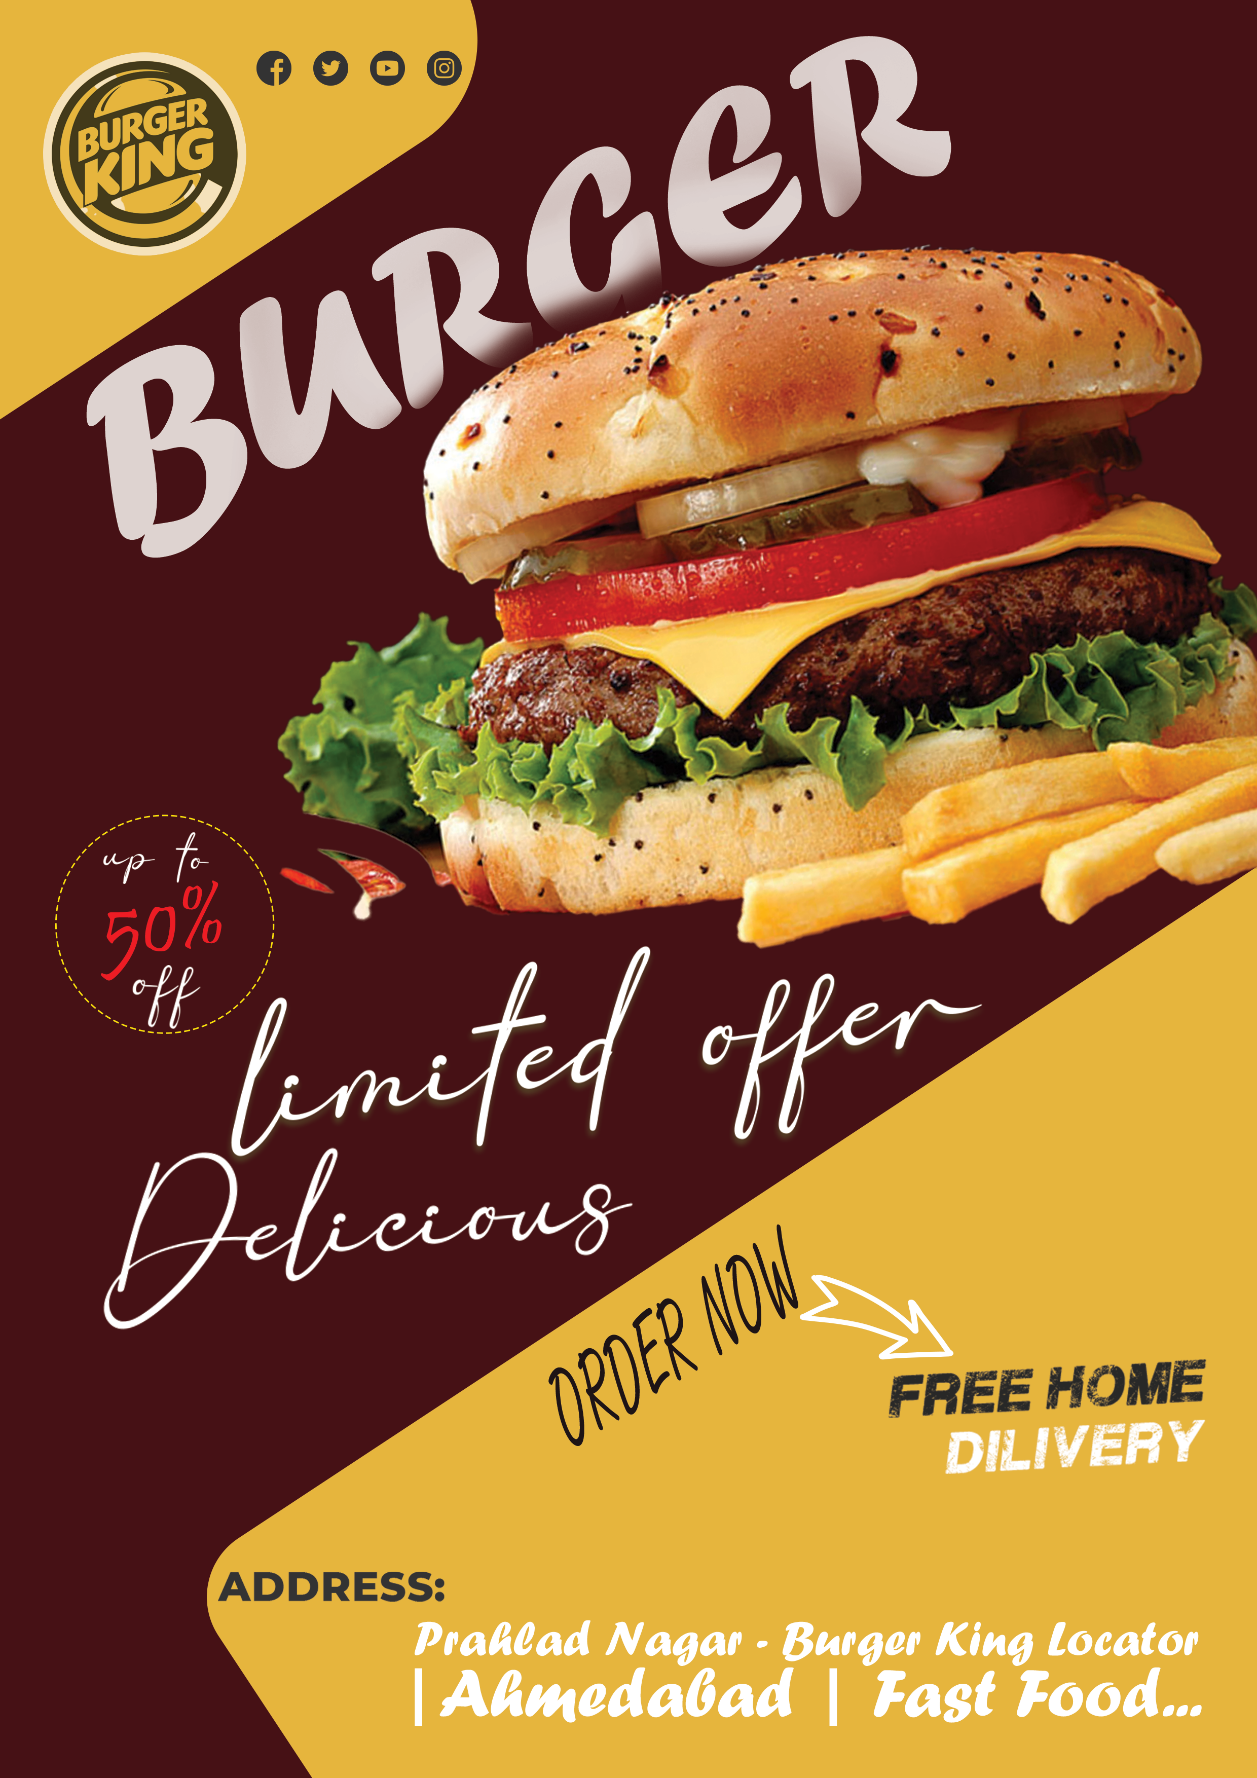 BURGER
KING
BURGER
up to
50%
off
limited offer
Delicious
ORDER NOW
FREE HOME
DILIVERY
ADDRESS:
Prahlad Nagar - Burger King Locator
| Ahmedabad | Fast Food...